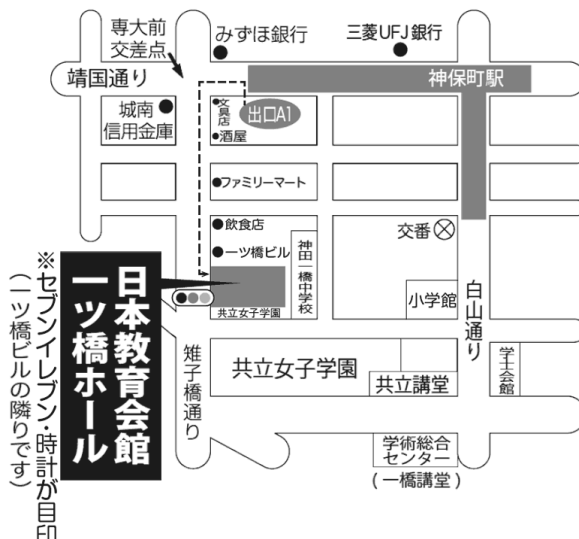 専大前
交差点
みずほ銀行
三菱UFJ銀行
靖国通り
神保町駅
城南
信用金庫
文具店
出口A1
酒屋
ファミリーマート
飲食店
一ツ橋ビル
神田一橋中学校
交番
小学館
白山通り
共立女子学園
日本教育会館
一ツ橋ホール
※セブンイレブン・時計が目印
(一ツ橋ビルの隣りです)
雉子橋通り
共立女子学園
共立講堂
学士会館
学術総合
センター
(一橋講堂)